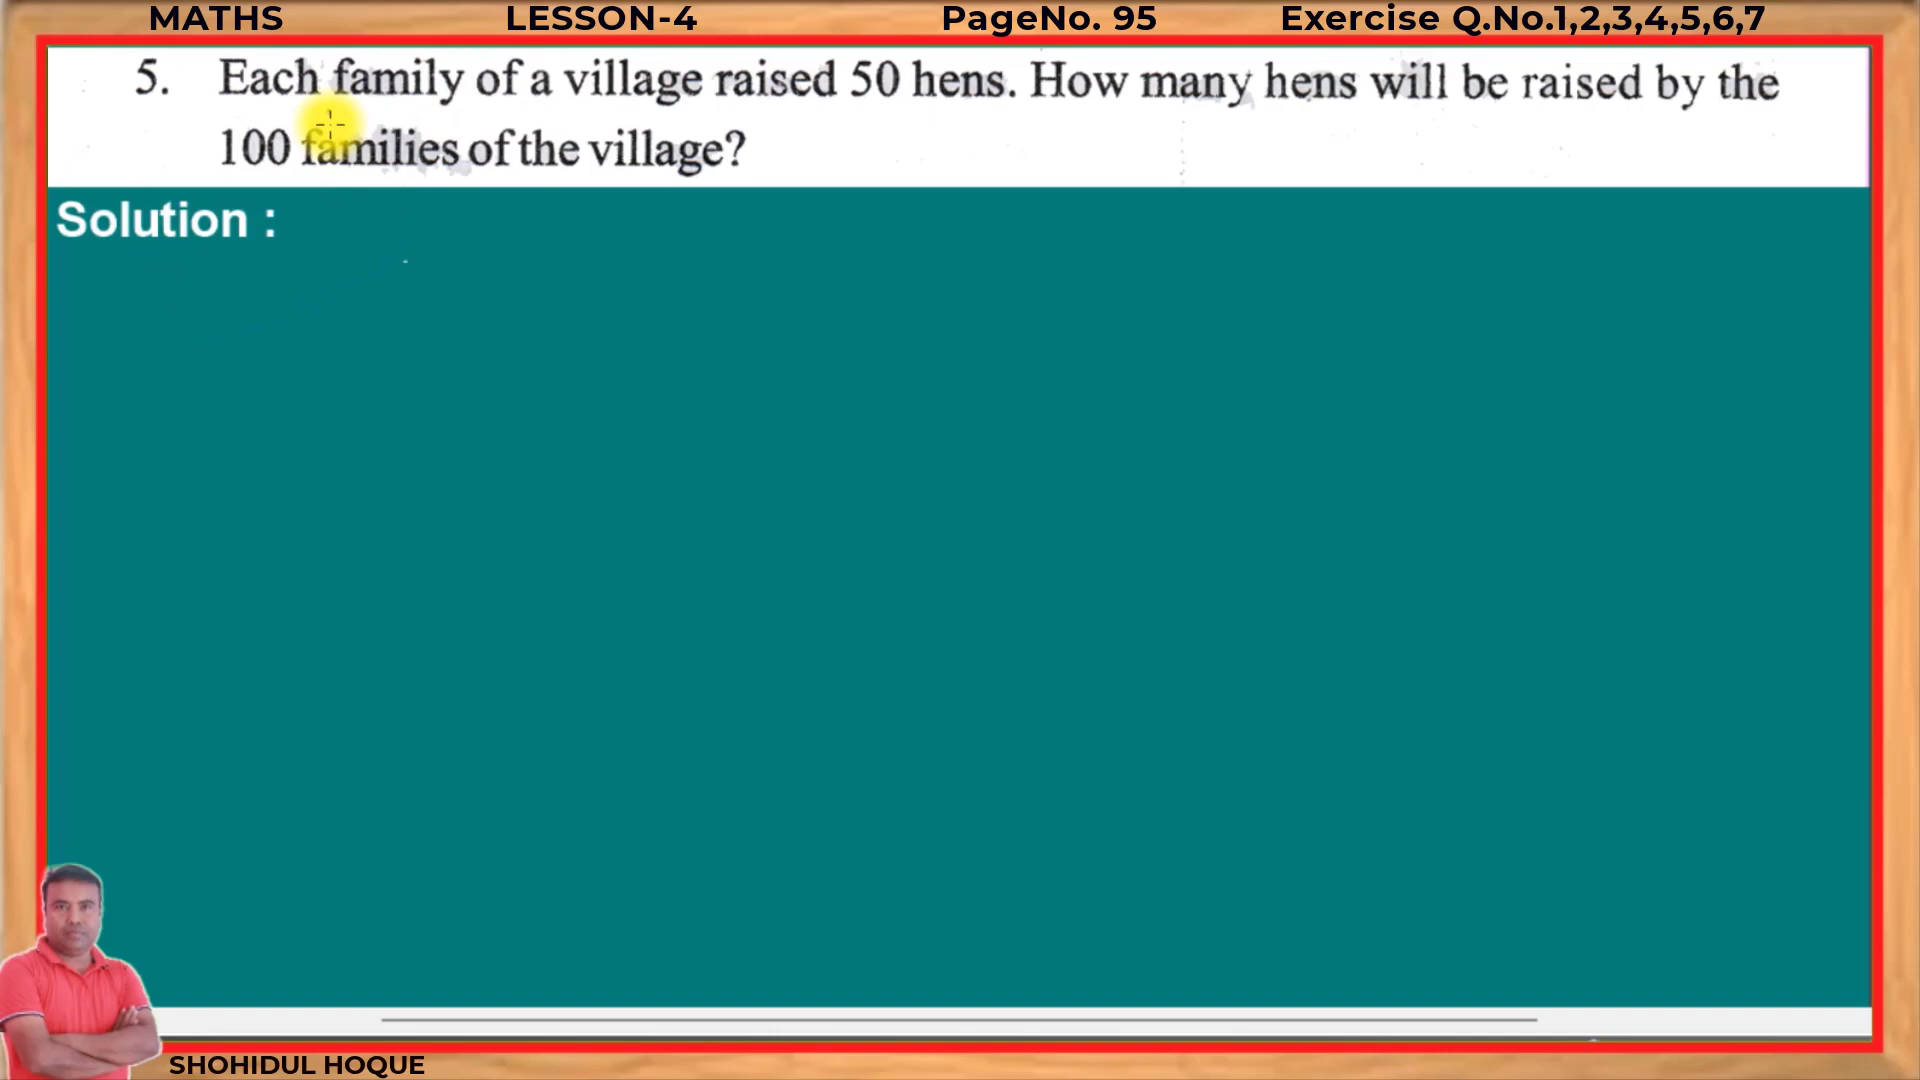 MATHS LESSON-4 PageNo. 95 Exercise Q.No.1,2,3,4,5,6,7
5. Each family of a village raised 50 hens. How many hens will be raised by the
100 families of the village?
Solution :
SHOHIDUL HOQUE